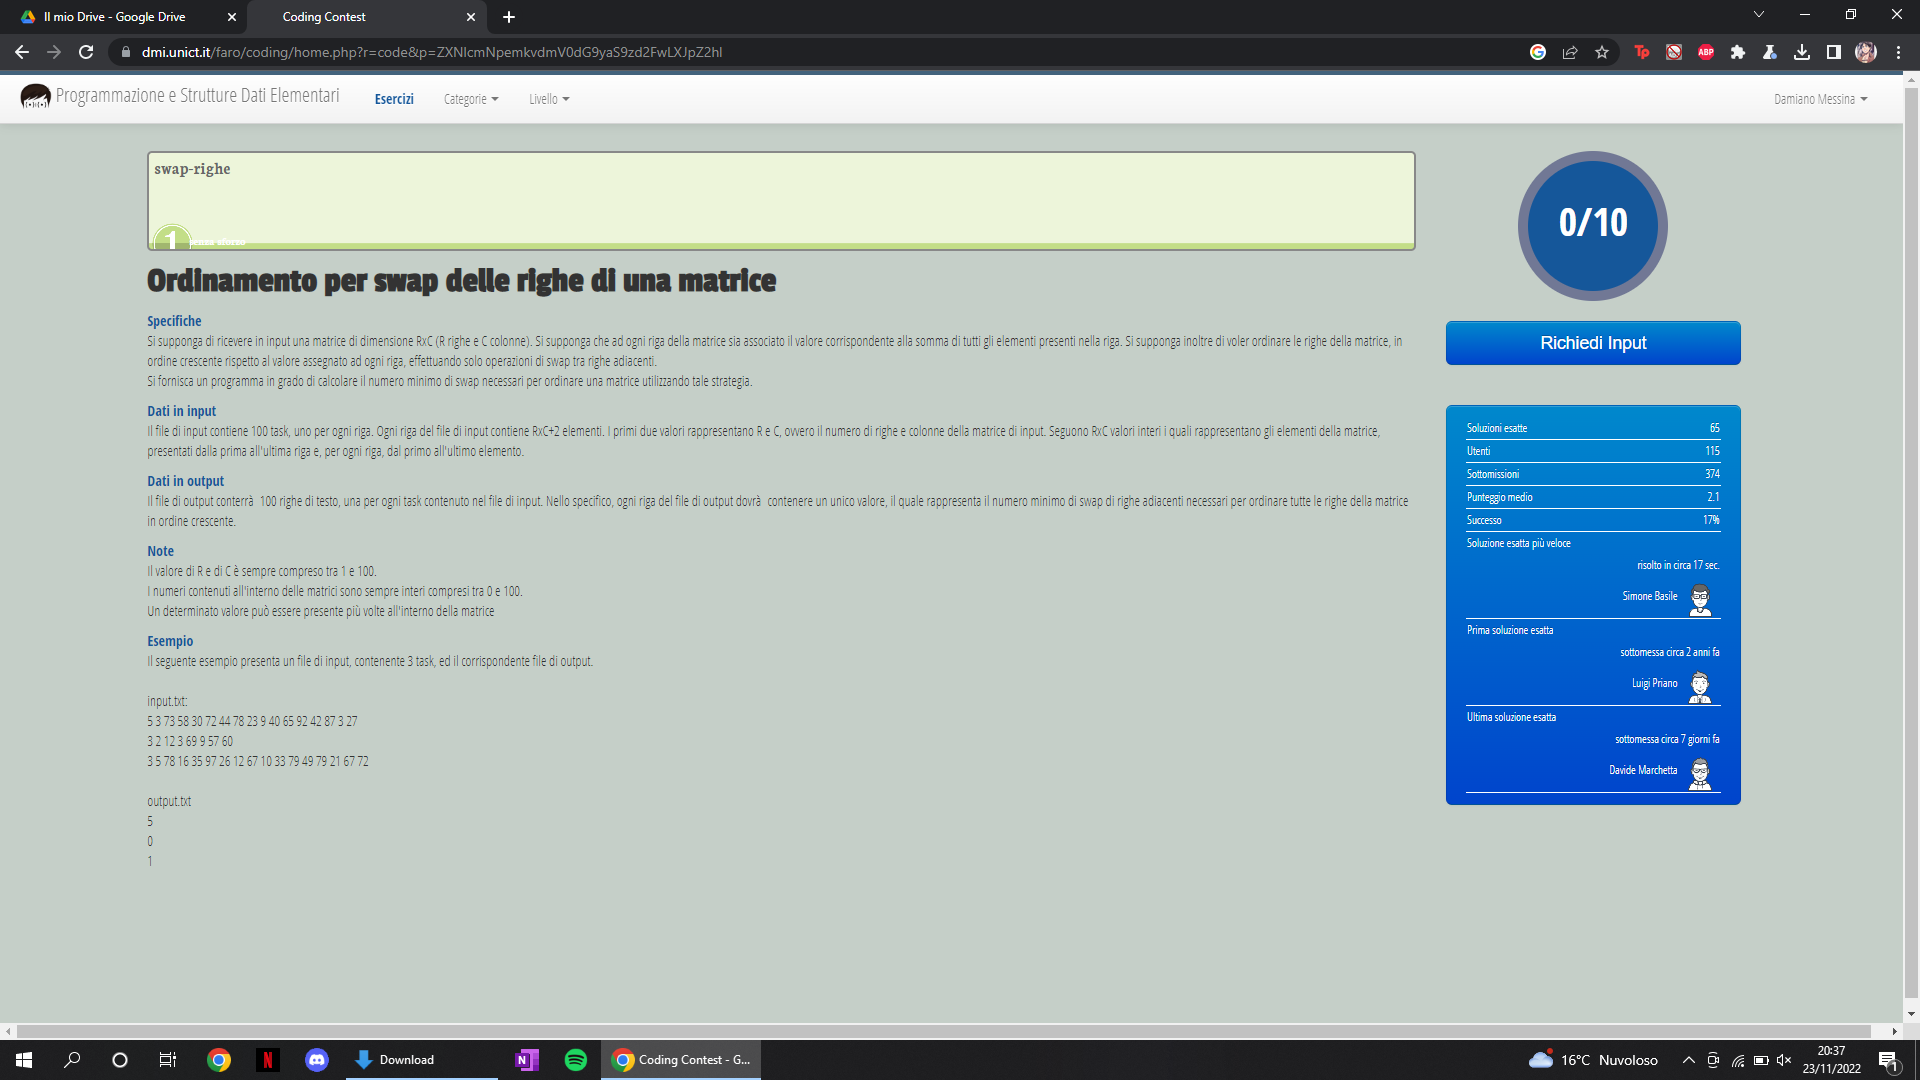 Il mio Drive - Google Drive
Coding Contest
dmi.unict.it/faro/coding/home.php?r=code&p=ZXNlcmNpemkvdmV0dG9yaS9zd2FwLXJpZ2hl
Programmazione e Strutture Dati Elementari
Esercizi
Categorie
Livello
Damiano Messina
swap-righe
1 senza sforzo
0/10
Ordinamento per swap delle righe di una matrice
Specifiche
Si supponga di ricevere in input una matrice di dimensione RxC (R righe e C colonne). Si supponga che ad ogni riga della matrice sia associato il valore corrispondente alla somma di tutti gli elementi presenti nella riga. Si supponga inoltre di voler ordinare le righe della matrice, in
ordine crescente rispetto al valore assegnato ad ogni riga, effettuando solo operazioni di swap tra righe adiacenti.
Si fornisca un programma in grado di calcolare il numero minimo di swap necessari per ordinare una matrice utilizzando tale strategia.
Dati in input
Il file di input contiene 100 task, uno per ogni riga. Ogni riga del file di input contiene RxC+2 elementi. I primi due valori rappresentano R e C, ovvero il numero di righe e colonne della matrice di input. Seguono RxC valori interi i quali rappresentano gli elementi della matrice,
presentati dalla prima all'ultima riga e, per ogni riga, dal primo all'ultimo elemento.
Dati in output
Il file di output conterrà 100 righe di testo, una per ogni task contenuto nel file di input. Nello specifico, ogni riga del file di output dovrà contenere un unico valore, il quale rappresenta il numero minimo di swap di righe adiacenti necessari per ordinare tutte le righe della matrice
in ordine crescente.
Note
Il valore di R e di C è sempre compreso tra 1 e 100.
I numeri contenuti all'interno delle matrici sono sempre interi compresi tra 0 e 100.
Un determinato valore può essere presente più volte all'interno della matrice
Esempio
Il seguente esempio presenta un file di input, contenente 3 task, ed il corrispondente file di output.
input.txt:
5 3 73 58 30 72 44 78 23 9 40 65 92 42 87 3 27
3 2 12 3 69 9 57 60
3 5 78 16 35 97 26 12 67 10 33 79 49 79 21 67 72
output.txt
5
0
1
Richiedi Input
Soluzioni esatte 65
Utenti 115
Sottomissioni 374
Punteggio medio 2.1
Successo 17%
Soluzione esatta più veloce
risolto in circa 17 sec.
Simone Basile
Prima soluzione esatta
sottomessa circa 2 anni fa
Luigi Priano
Ultima soluzione esatta
sottomessa circa 7 giorni fa
Davide Marchetta
Download
Coding Contest - G...
16°C Nuvoloso
20:37
23/11/2022
1